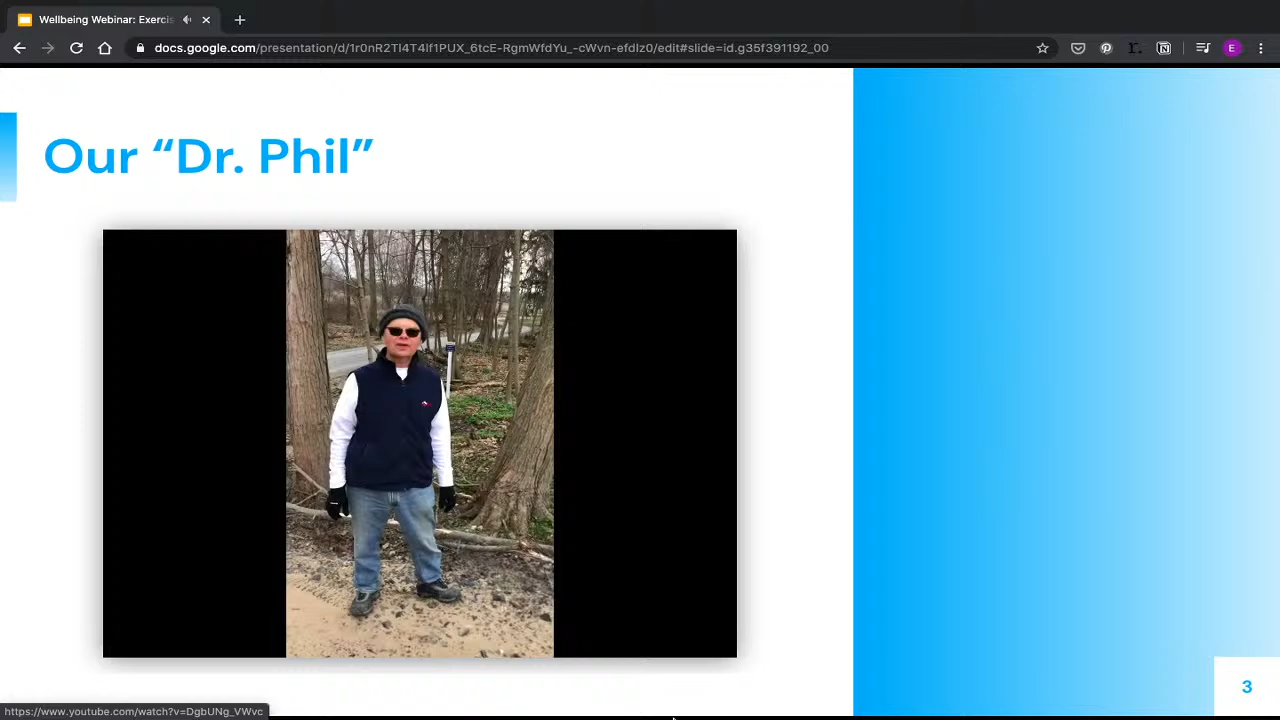 Wellbeing Webinar: Exercis
docs.google.com/presentation/d/1r0nR2Tl4T4lf1PUX_6tcE-RgmWfdYu_-cWvn-efdlz0/edit#slide=id.g35f391192_00
E
Our “Dr. Phil”
3
https://www.youtube.com/watch?v=DgbUNg_VWvc